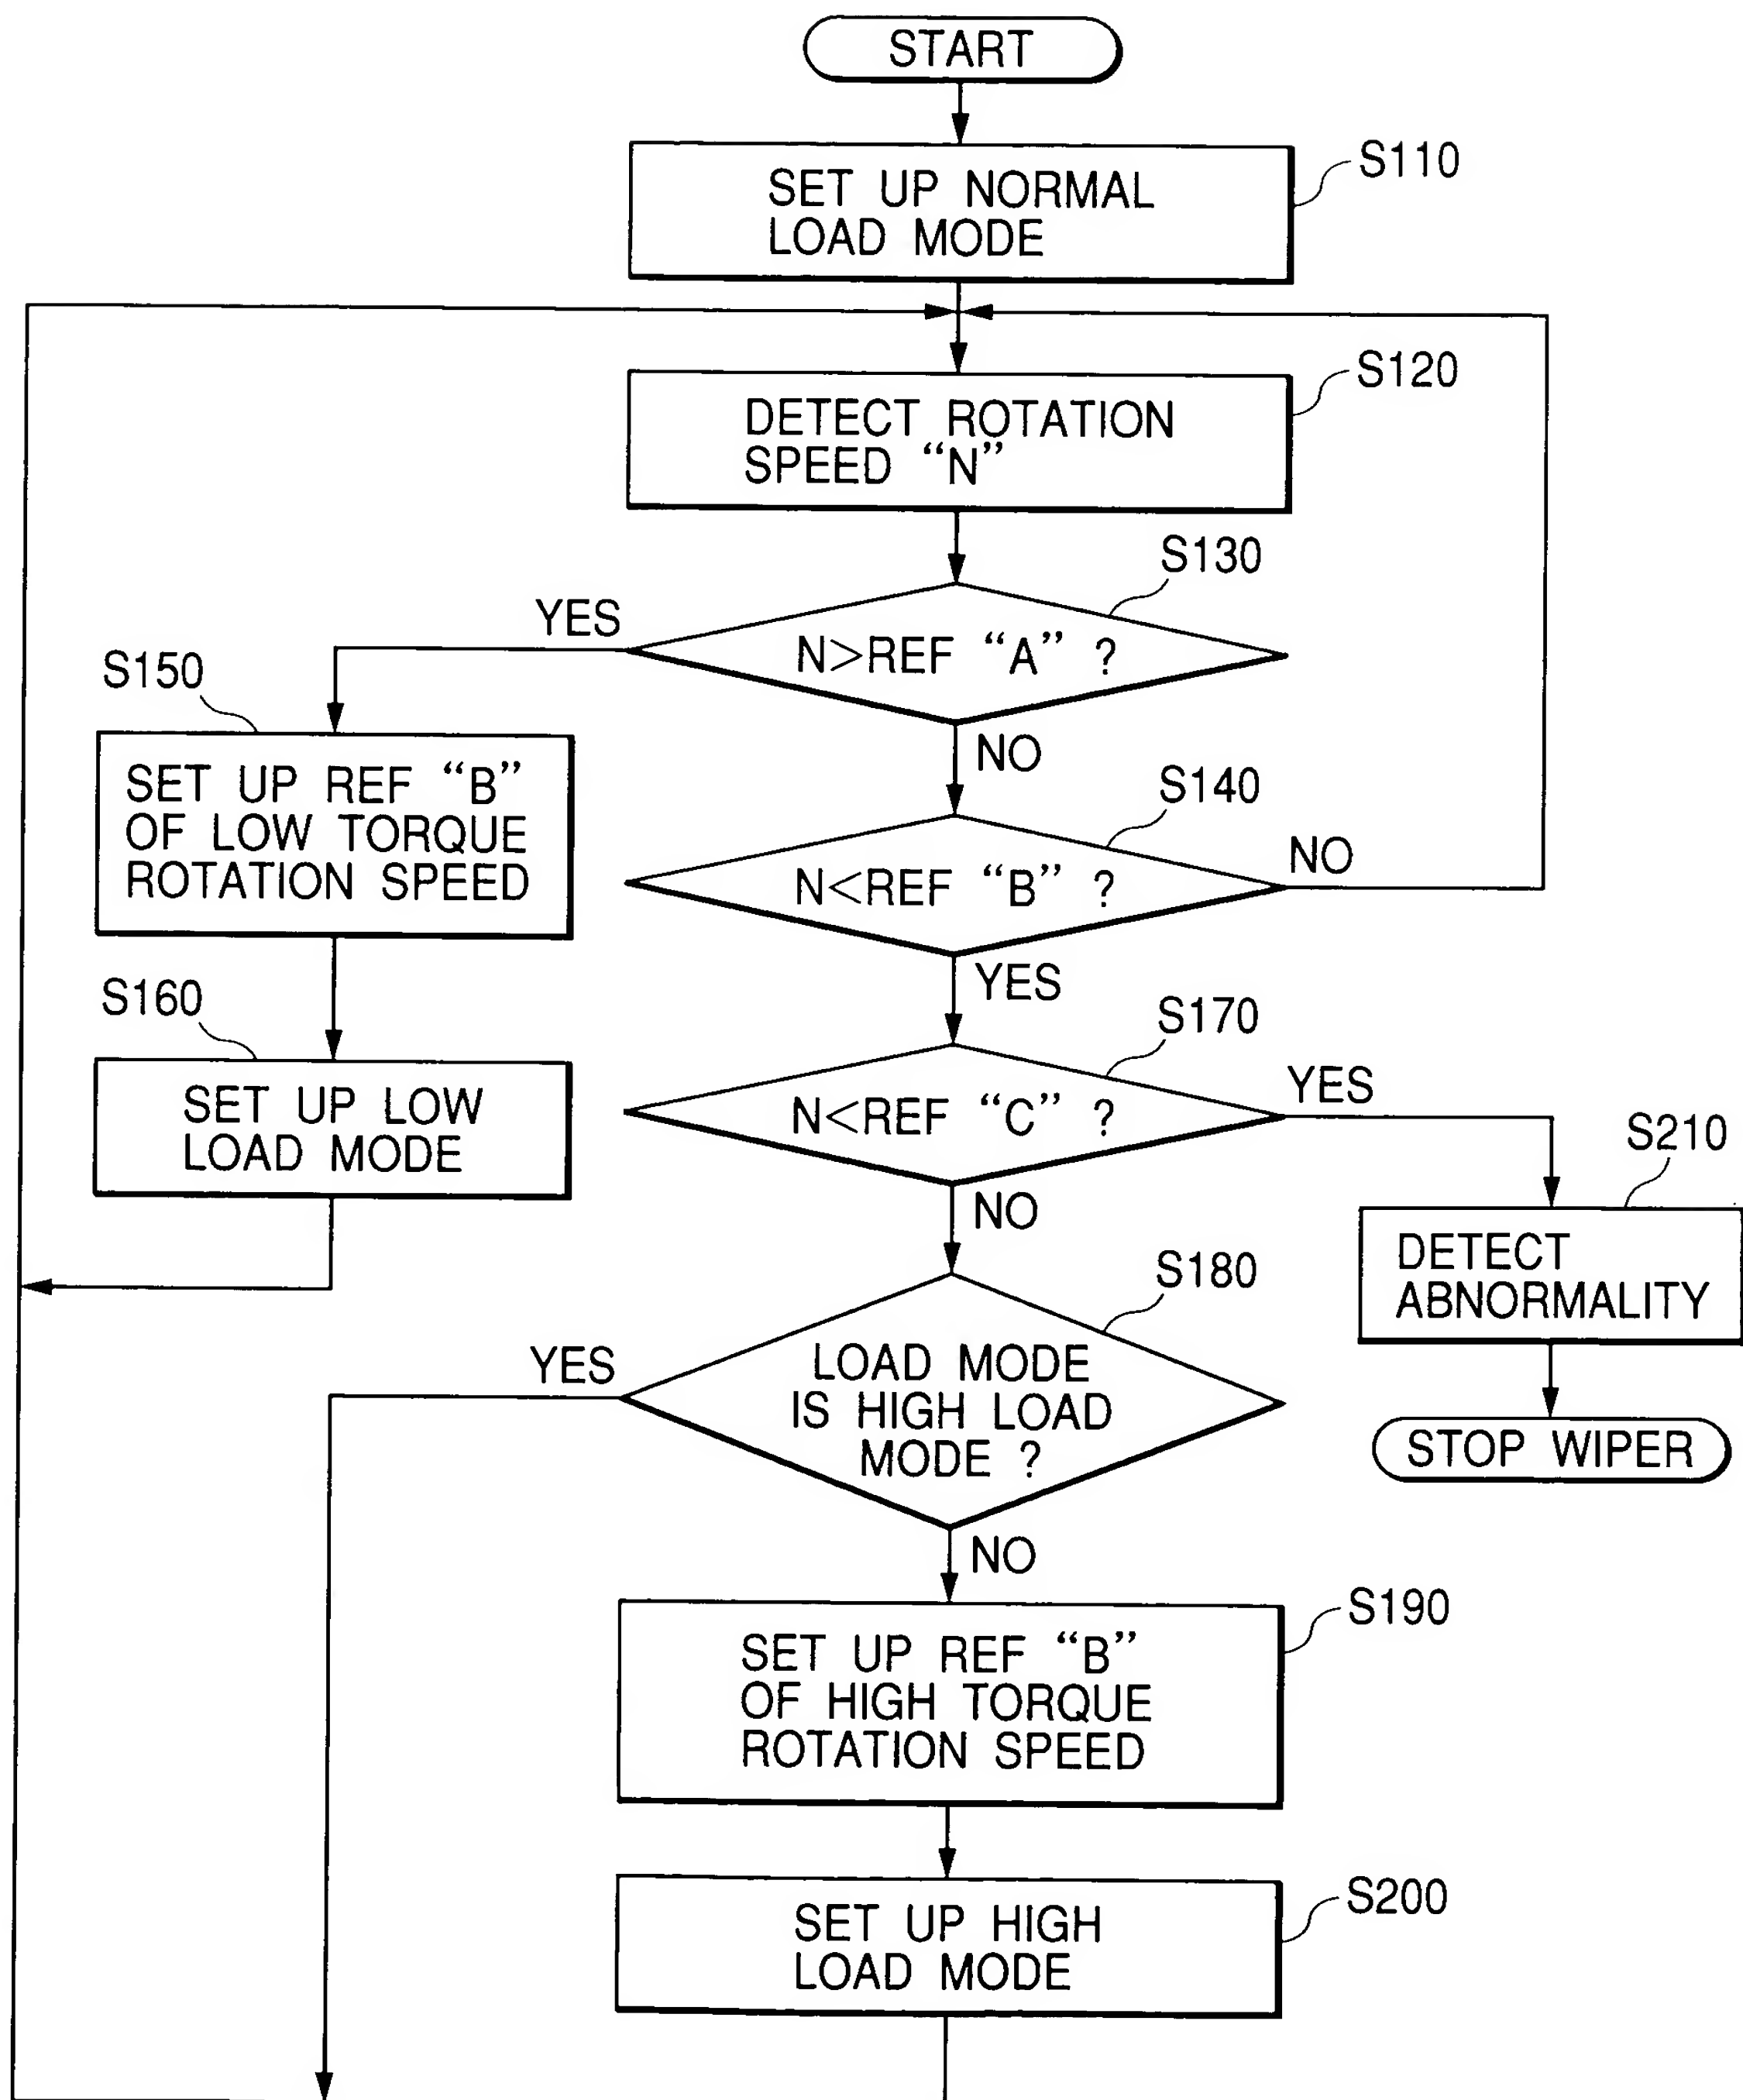 START
S110
SET UP NORMAL
LOAD MODE
S120
DETECT ROTATION
SPEED “N”
S130
YES
N>REF “A” ?
NO
S150
SET UP REF “B”
OF LOW TORQUE
ROTATION SPEED
S140
N<REF “B” ?
NO
YES
S160
SET UP LOW
LOAD MODE
S170
N<REF “C” ?
YES
NO
S210
DETECT
ABNORMALITY
STOP WIPER
S180
YES
LOAD MODE
IS HIGH LOAD
MODE ?
NO
S190
SET UP REF “B”
OF HIGH TORQUE
ROTATION SPEED
S200
SET UP HIGH
LOAD MODE